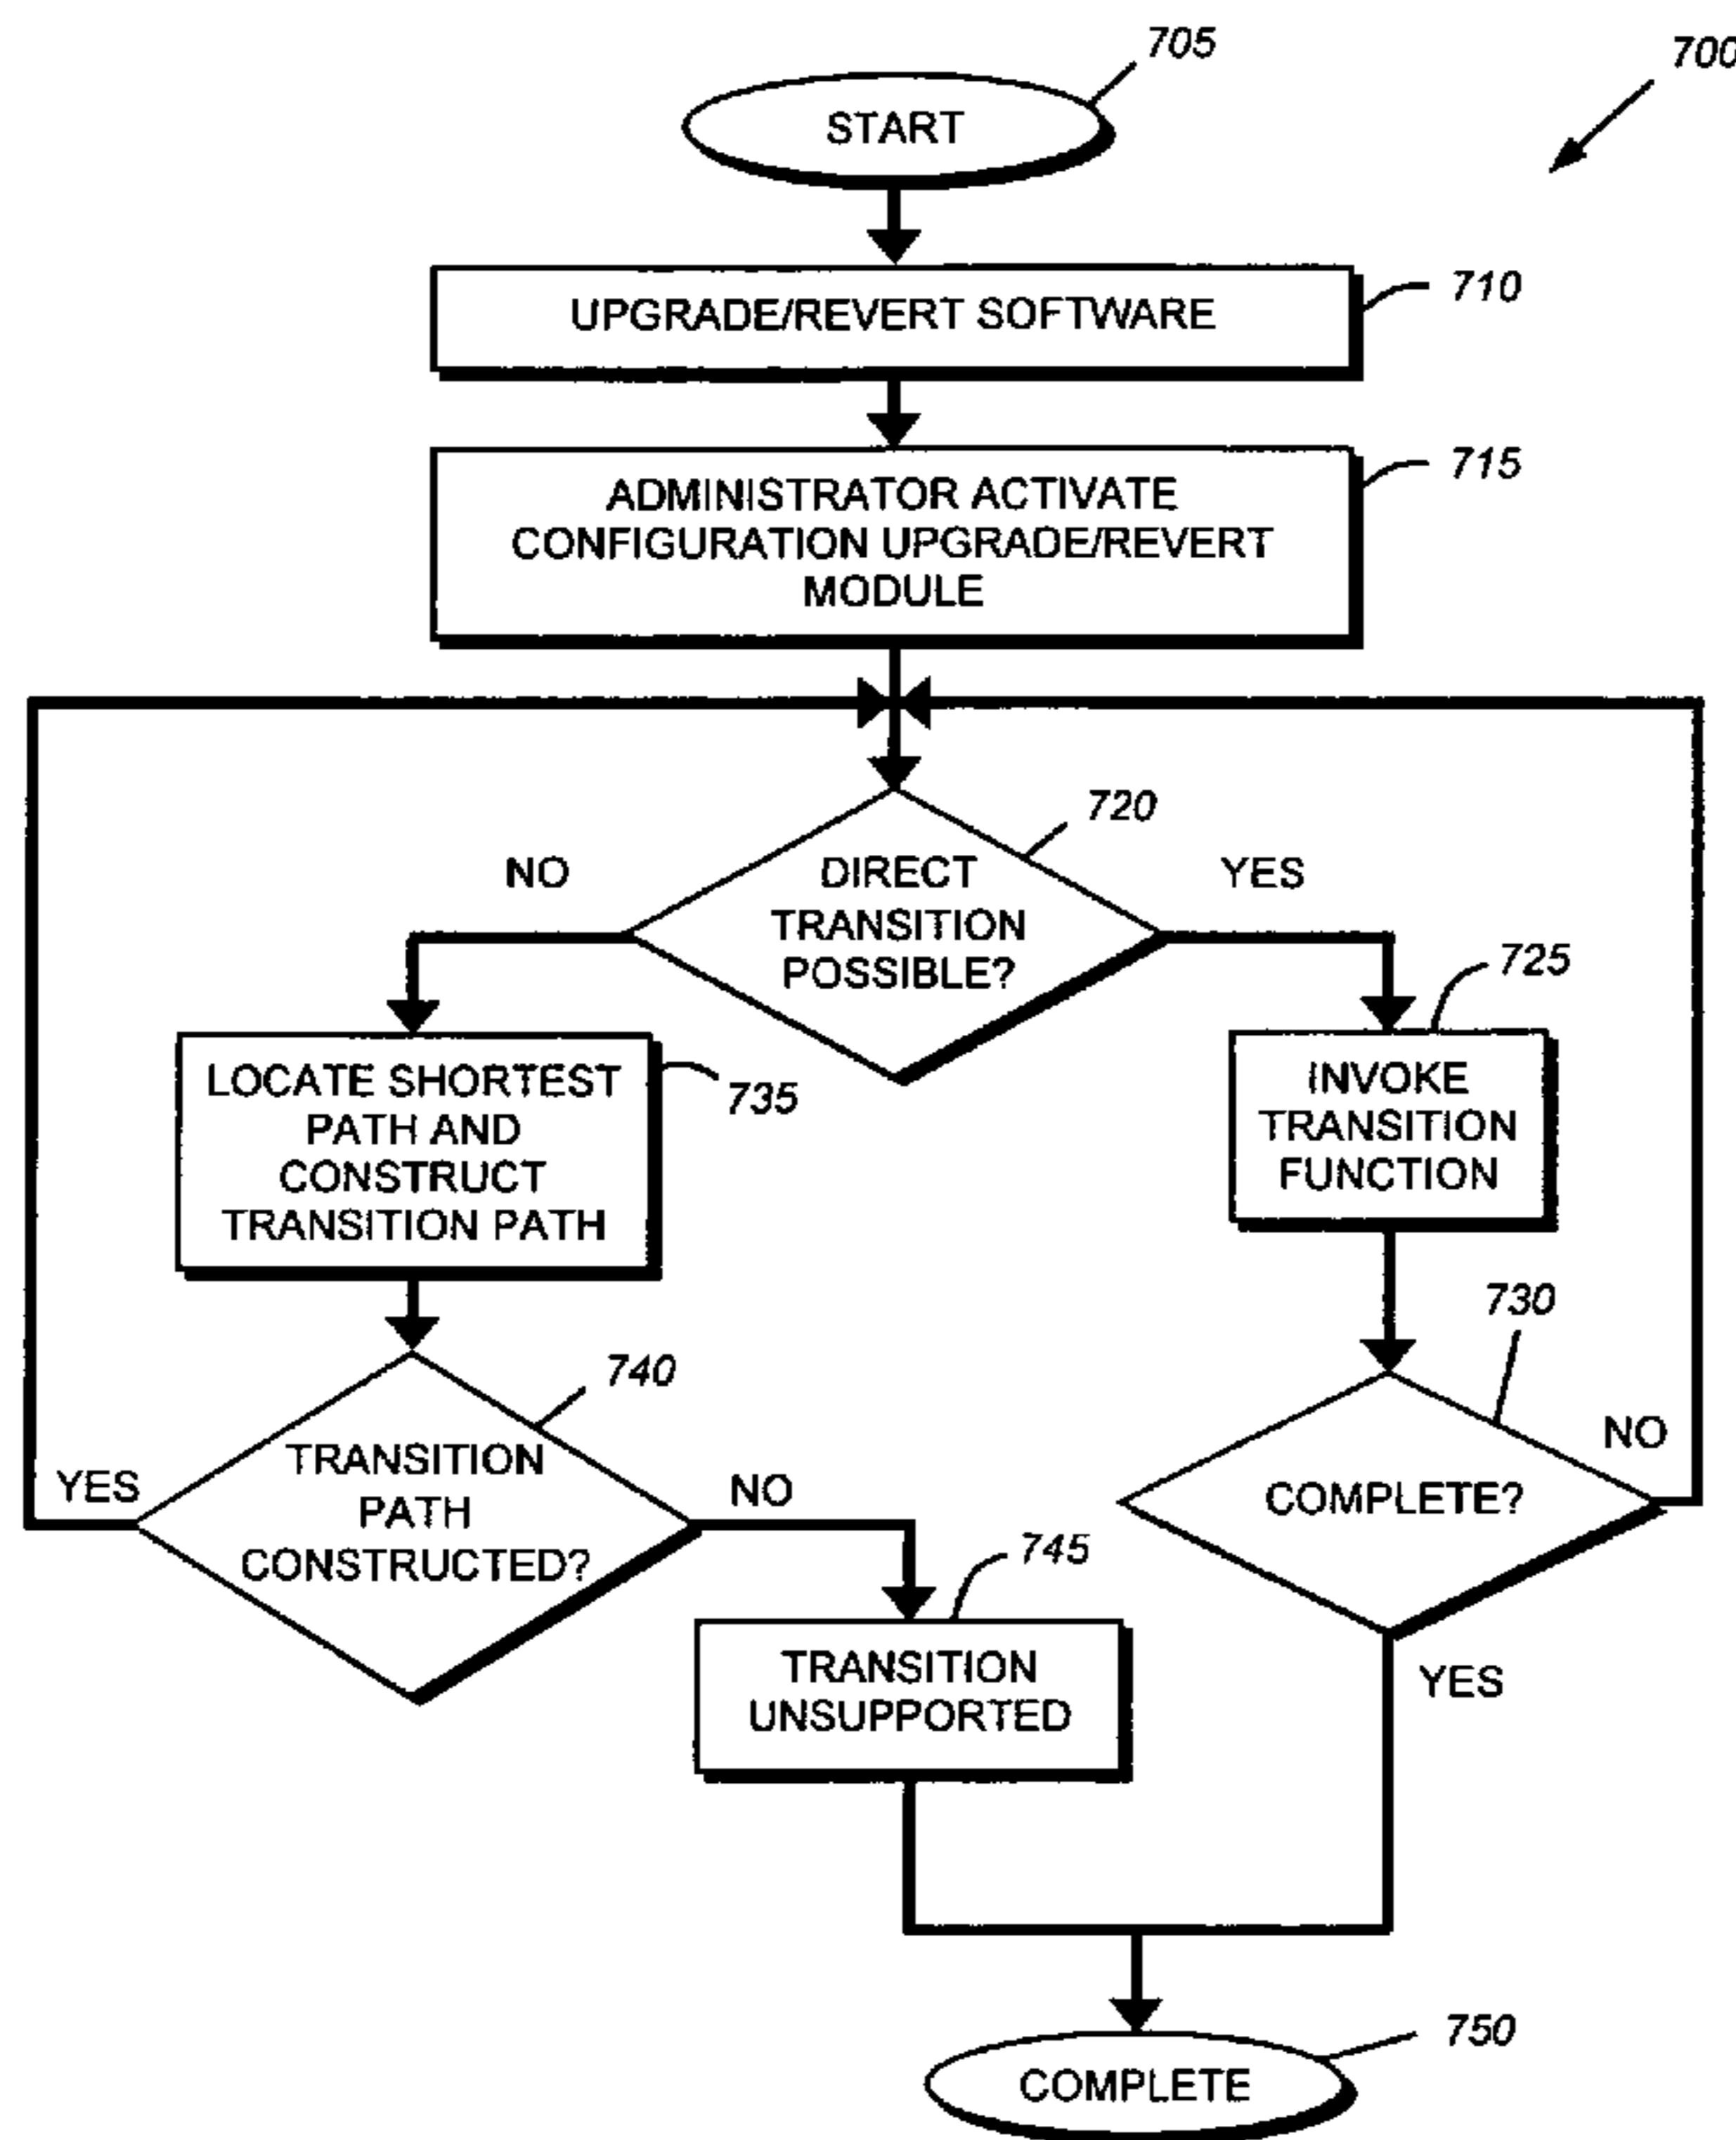 705
700
START
UPGRADE/REVERT SOFTWARE
710
ADMINISTRATOR ACTIVATE
CONFIGURATION UPGRADE/REVERT
MODULE
715
720
NO
DIRECT
TRANSITION
POSSIBLE?
YES
725
LOCATE SHORTEST
PATH AND
CONSTRUCT
TRANSITION PATH
735
INVOKE
TRANSITION
FUNCTION
730
740
YES
TRANSITION
PATH
CONSTRUCTED?
NO
NO
COMPLETE?
745
TRANSITION
UNSUPPORTED
YES
750
COMPLETE